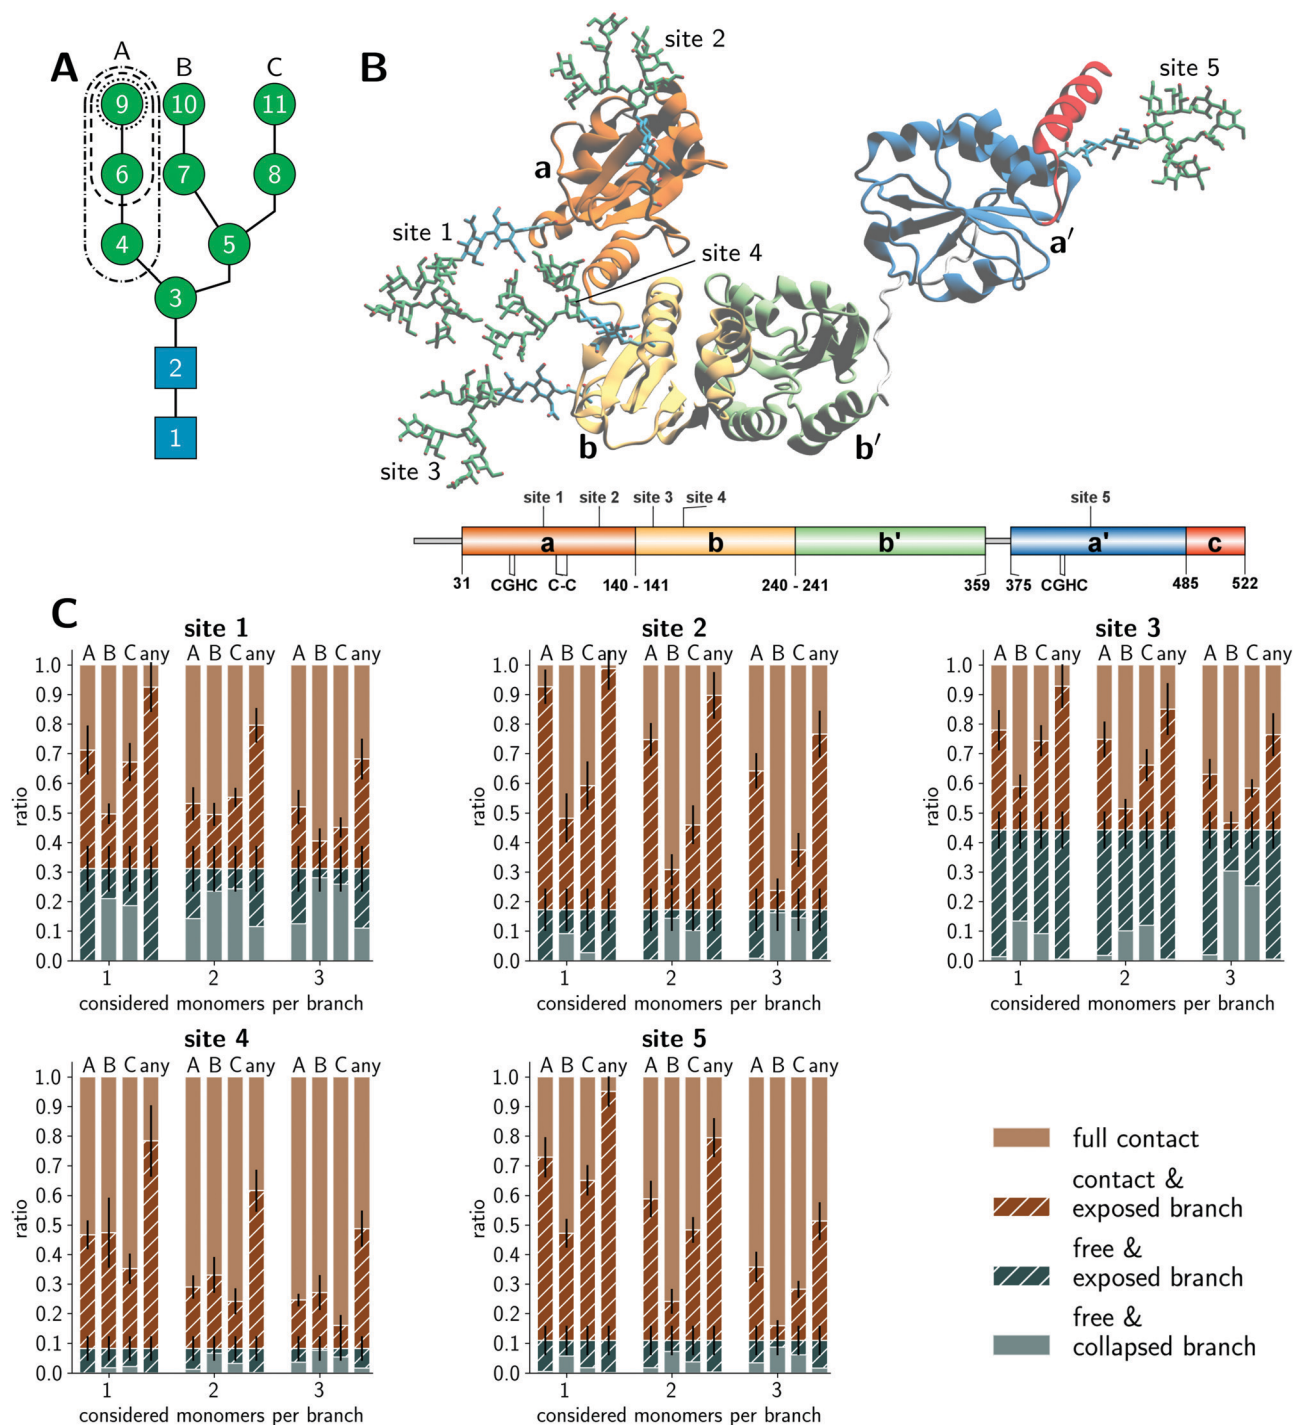 A
A
B
C
9
10
11
6
7
8
4
5
3
2
1
B
site 2
site 5
a
site 1
site 4
a′
b
b′
site 3
site 1 site 2 site 3 site 4 site 5
a b b' a' c
31 CGHC C-C 140 - 141 240 - 241 359 375 CGHC 485 522
C
site 1
A B C any A B C any A B C any
1.0
0.9
0.8
0.7
0.6
0.5
0.4
0.3
0.2
0.1
0.0
ratio
1 2 3
considered monomers per branch
site 2
A B C any A B C any A B C any
1.0
0.9
0.8
0.7
0.6
0.5
0.4
0.3
0.2
0.1
0.0
ratio
1 2 3
considered monomers per branch
site 3
A B C any A B C any A B C any
1.0
0.9
0.8
0.7
0.6
0.5
0.4
0.3
0.2
0.1
0.0
ratio
1 2 3
considered monomers per branch
site 4
A B C any A B C any A B C any
1.0
0.9
0.8
0.7
0.6
0.5
0.4
0.3
0.2
0.1
0.0
ratio
1 2 3
considered monomers per branch
site 5
A B C any A B C any A B C any
1.0
0.9
0.8
0.7
0.6
0.5
0.4
0.3
0.2
0.1
0.0
ratio
1 2 3
considered monomers per branch
full contact
contact &
exposed branch
free &
exposed branch
free &
collapsed branch